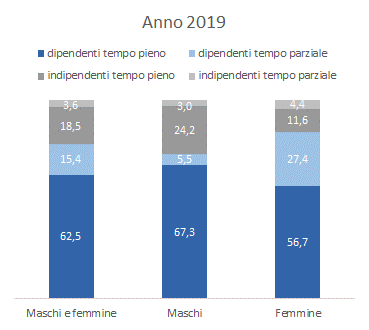 Anno 2019
dipendenti tempo pieno dipendenti tempo parziale
indipendenti tempo pieno indipendenti tempo parziale
3,6 3,0 4,4
18,5 24,2 11,6
15,4 5,5 27,4
62,5 67,3 56,7
Maschi e femmine Maschi Femmine